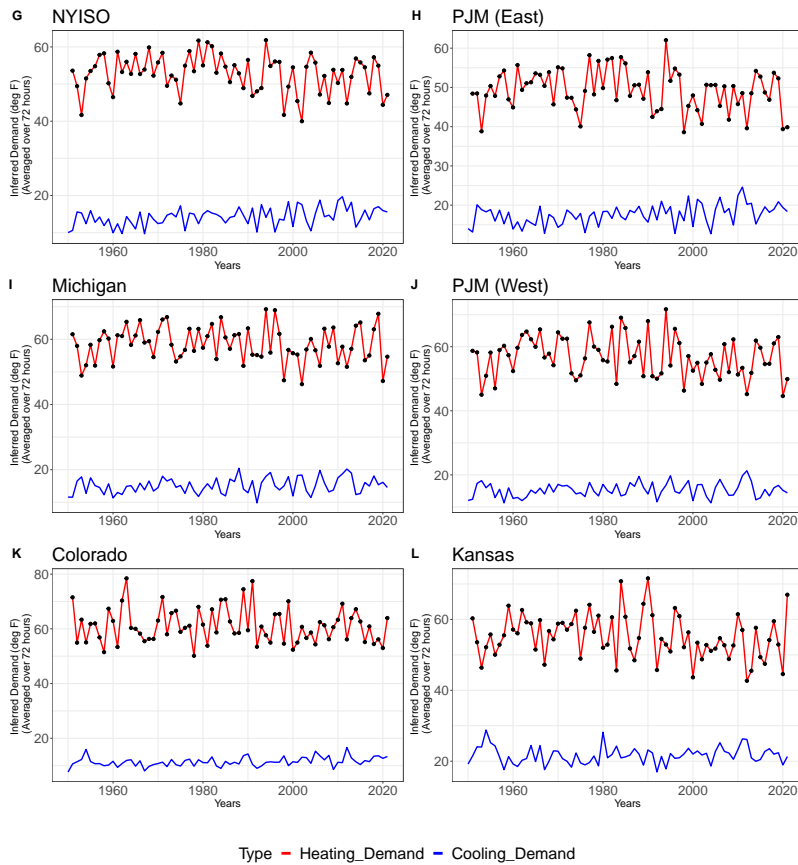 G NYISO
Inferred Demand (deg F)
(Averaged over 72 hours)
60
40
20
1960 1980 2000 2020
Years
H PJM (East)
Inferred Demand (deg F)
(Averaged over 72 hours)
60
50
40
30
20
1960 1980 2000 2020
Years
I Michigan
Inferred Demand (deg F)
(Averaged over 72 hours)
60
40
20
1960 1980 2000 2020
Years
J PJM (West)
Inferred Demand (deg F)
(Averaged over 72 hours)
60
40
20
1960 1980 2000 2020
Years
K Colorado
Inferred Demand (deg F)
(Averaged over 72 hours)
80
60
40
20
1960 1980 2000 2020
Years
L Kansas
Inferred Demand (deg F)
(Averaged over 72 hours)
60
40
20
1960 1980 2000 2020
Years
Type Heating_Demand Cooling_Demand